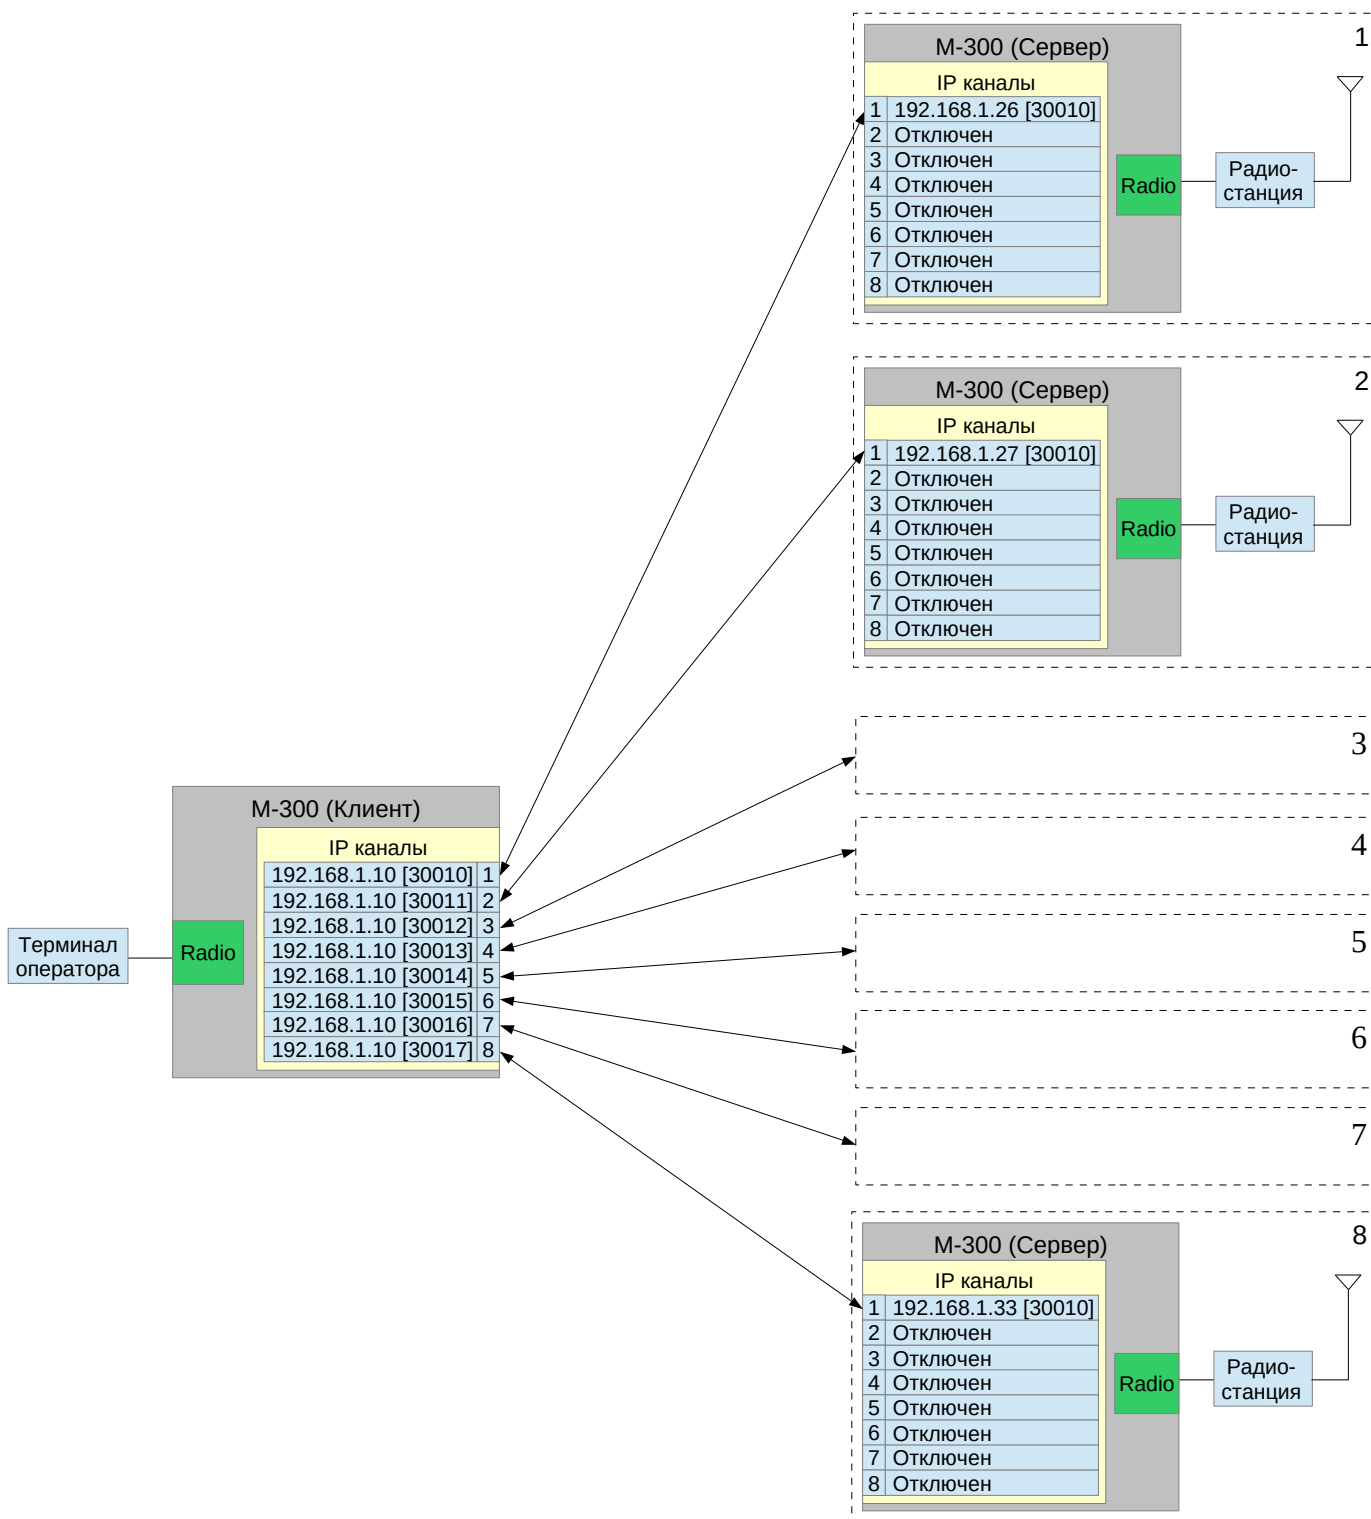 1
М-300 (Сервер)
IP каналы
1 192.168.1.26 [30010]
2 Отключен
3 Отключен
4 Отключен
5 Отключен
6 Отключен
7 Отключен
8 Отключен
Radio
Радио-
станция
2
М-300 (Сервер)
IP каналы
1 192.168.1.27 [30010]
2 Отключен
3 Отключен
4 Отключен
5 Отключен
6 Отключен
7 Отключен
8 Отключен
Radio
Радио-
станция
3
4
5
6
7
Терминал
оператора
М-300 (Клиент)
Radio
IP каналы
192.168.1.10 [30010] 1
192.168.1.10 [30011] 2
192.168.1.10 [30012] 3
192.168.1.10 [30013] 4
192.168.1.10 [30014] 5
192.168.1.10 [30015] 6
192.168.1.10 [30016] 7
192.168.1.10 [30017] 8
8
М-300 (Сервер)
IP каналы
1 192.168.1.33 [30010]
2 Отключен
3 Отключен
4 Отключен
5 Отключен
6 Отключен
7 Отключен
8 Отключен
Radio
Радио-
станция